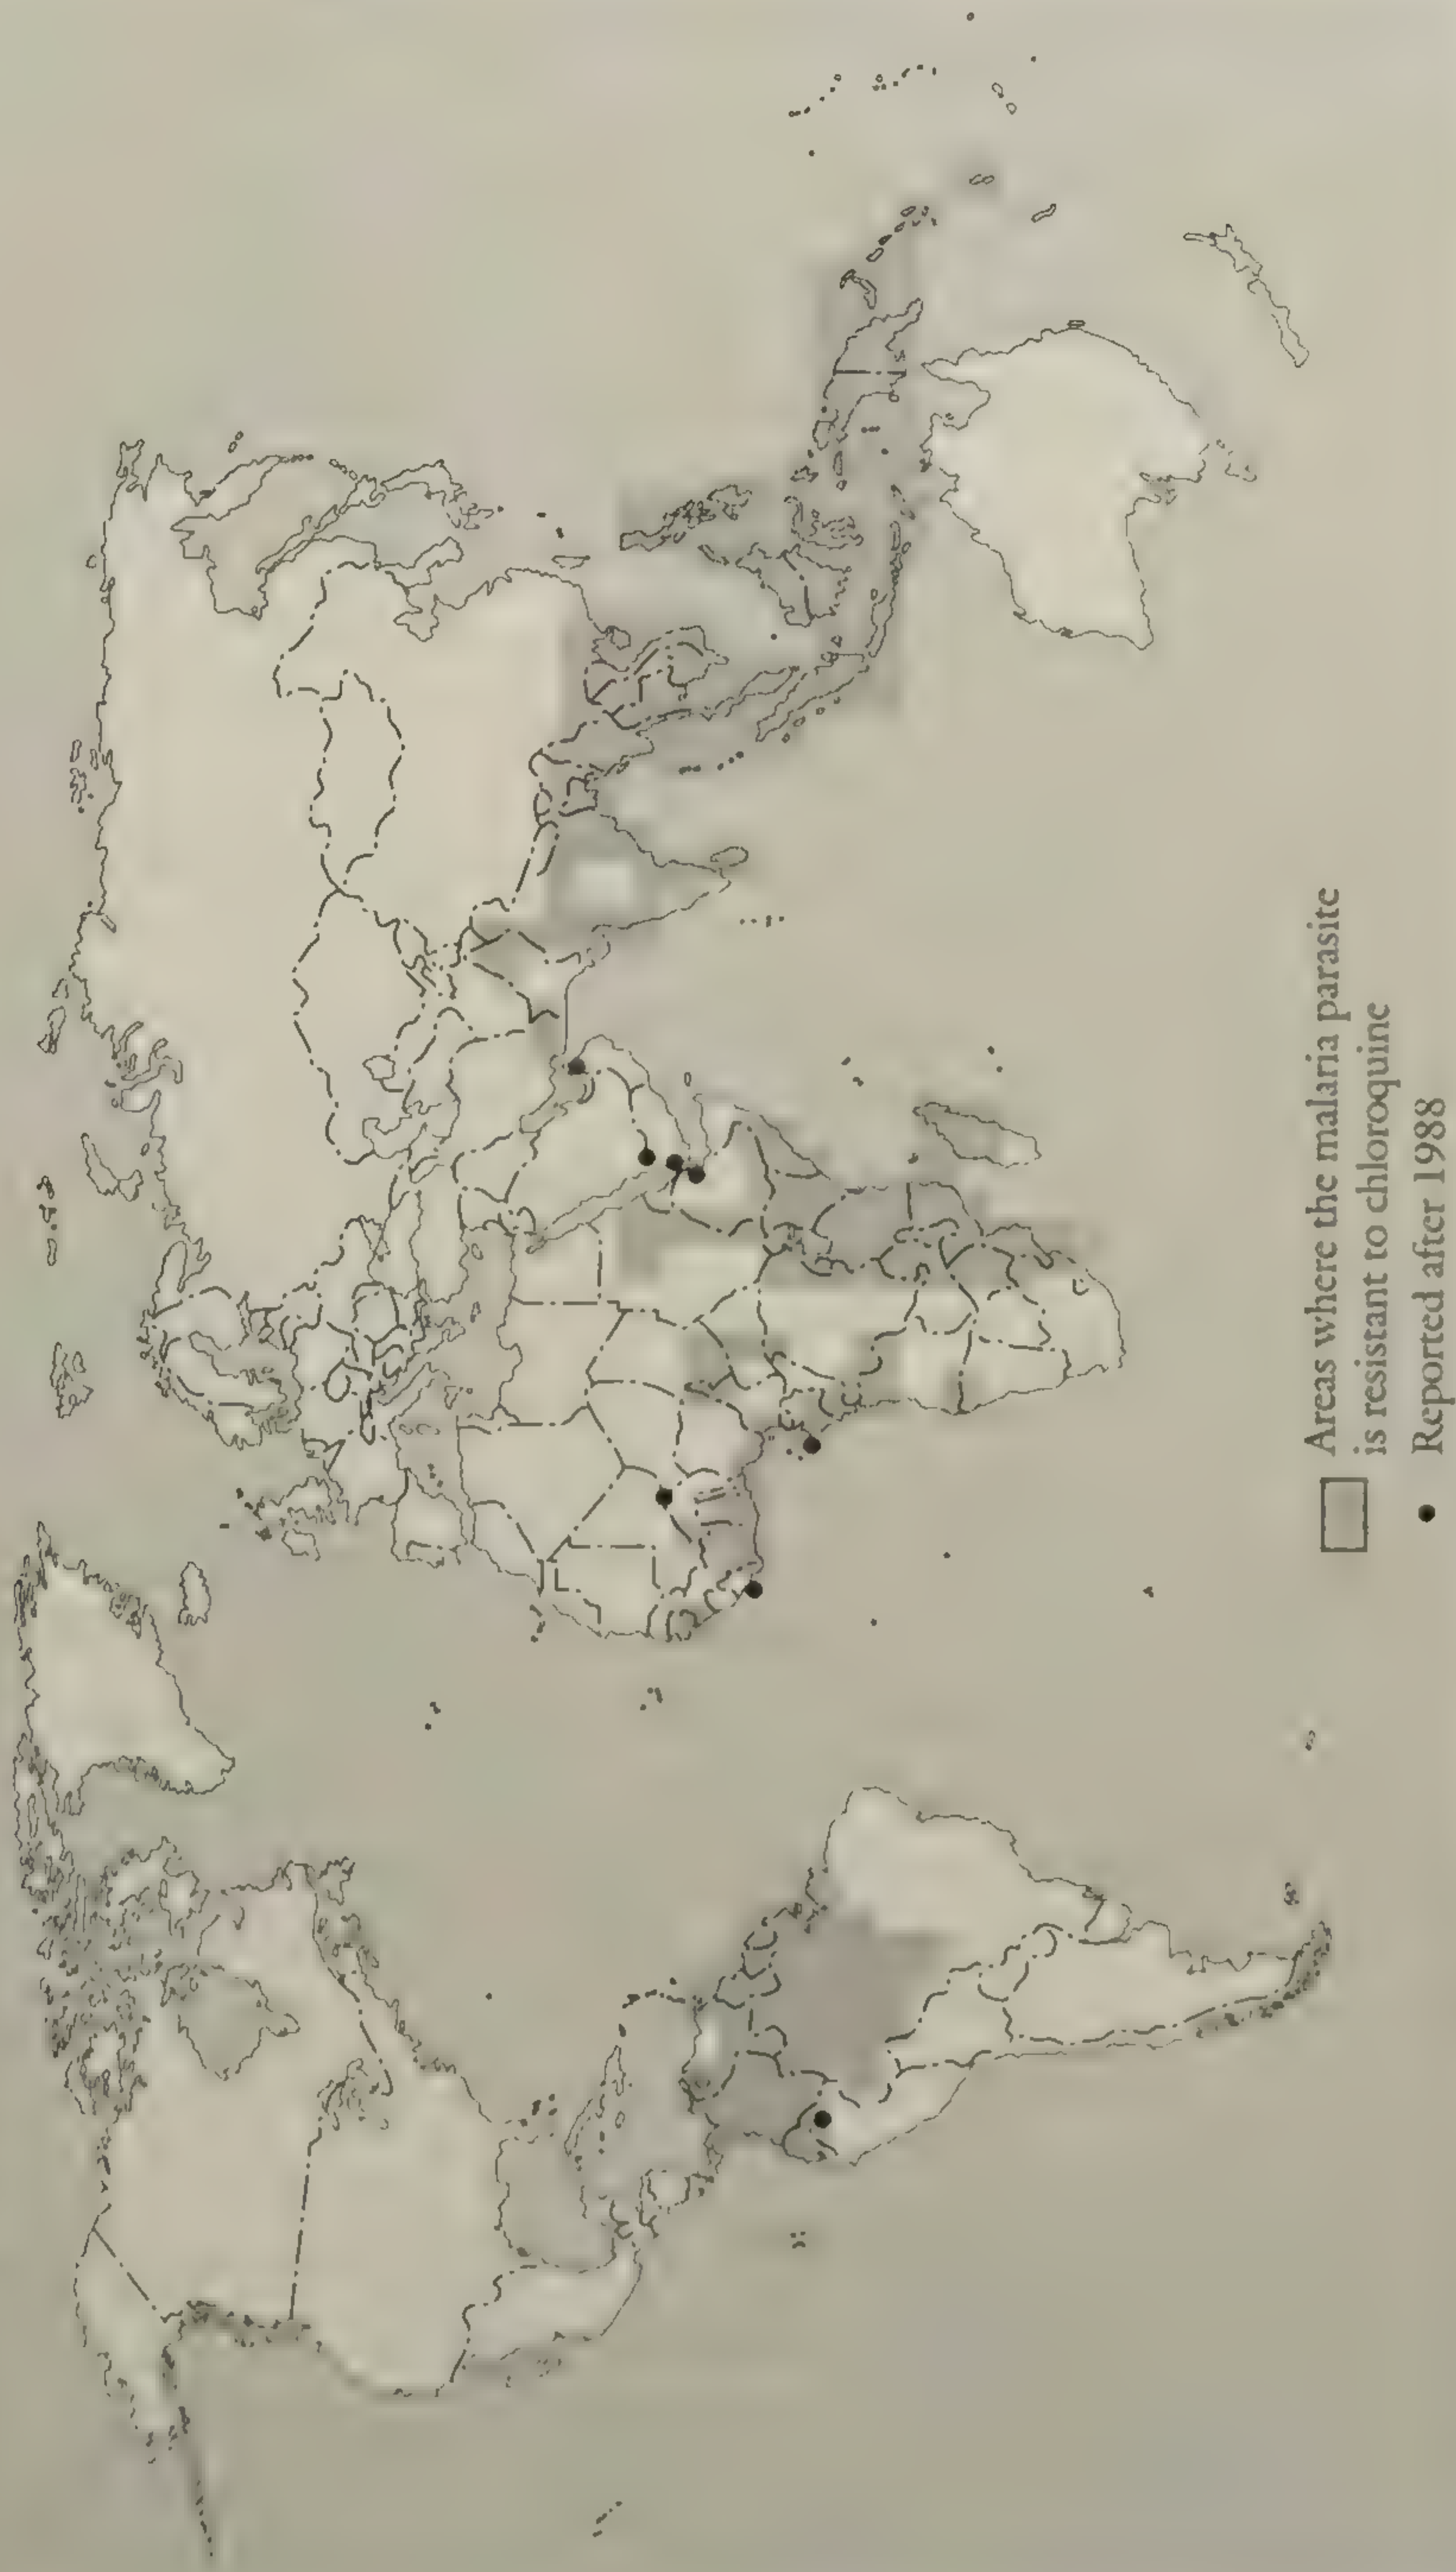 Areas where the malaria parasite
is resistant to chloroquine
Reported after 1988